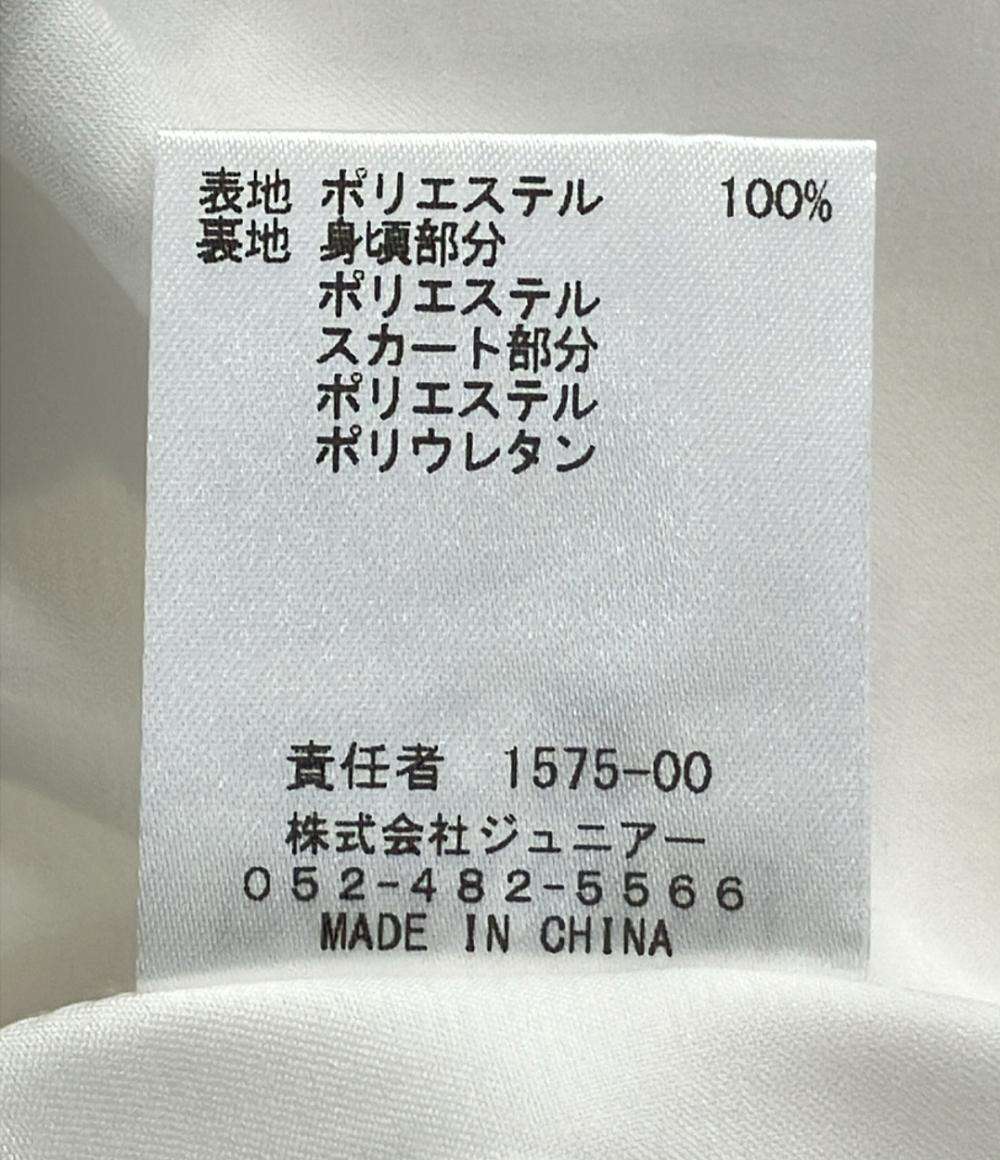 表地 ポリエステル 100%
裏地 身頃部分
ポリエステル
スカート部分
ポリエステル
ポリウレタン
責任者 1575-00
株式会社ジュニアー
052-482-5566
MADE IN CHINA